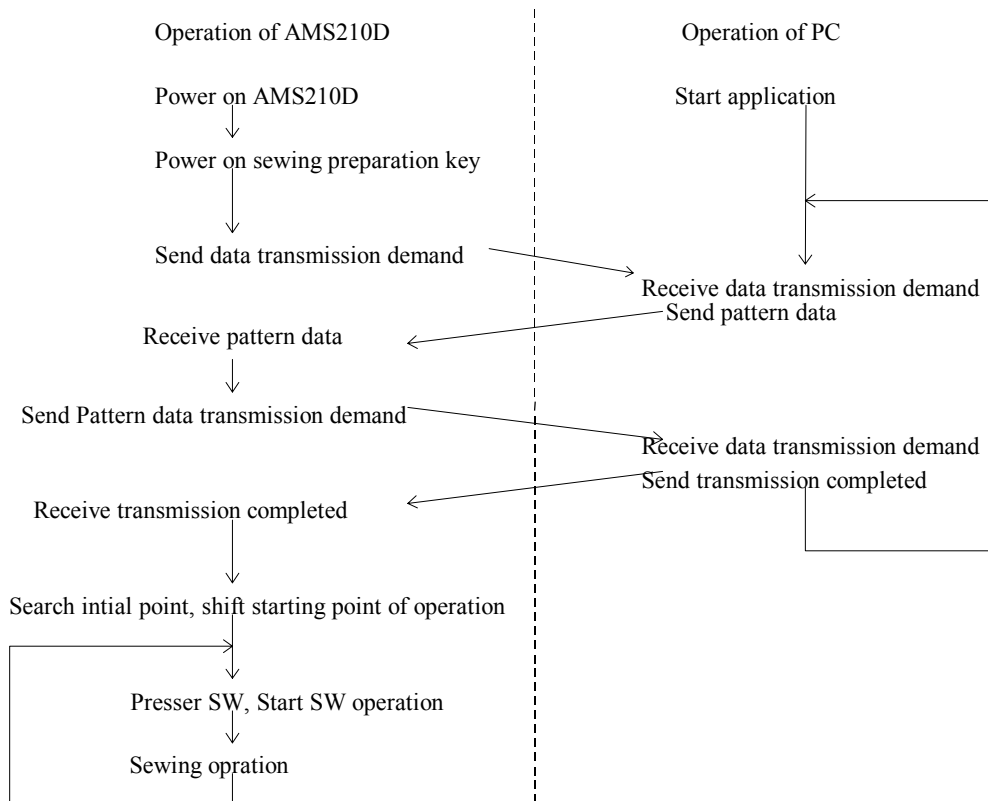 Operation of AMS210D
Operation of PC
Power on AMS210D
Start application
Power on sewing preparation key
Send data transmission demand
Receive data transmission demand
Send pattern data
Receive pattern data
Send Pattern data transmission demand
Receive data transmission demand
Send transmission completed
Receive transmission completed
Search intial point, shift starting point of operation
Presser SW, Start SW operation
Sewing opration